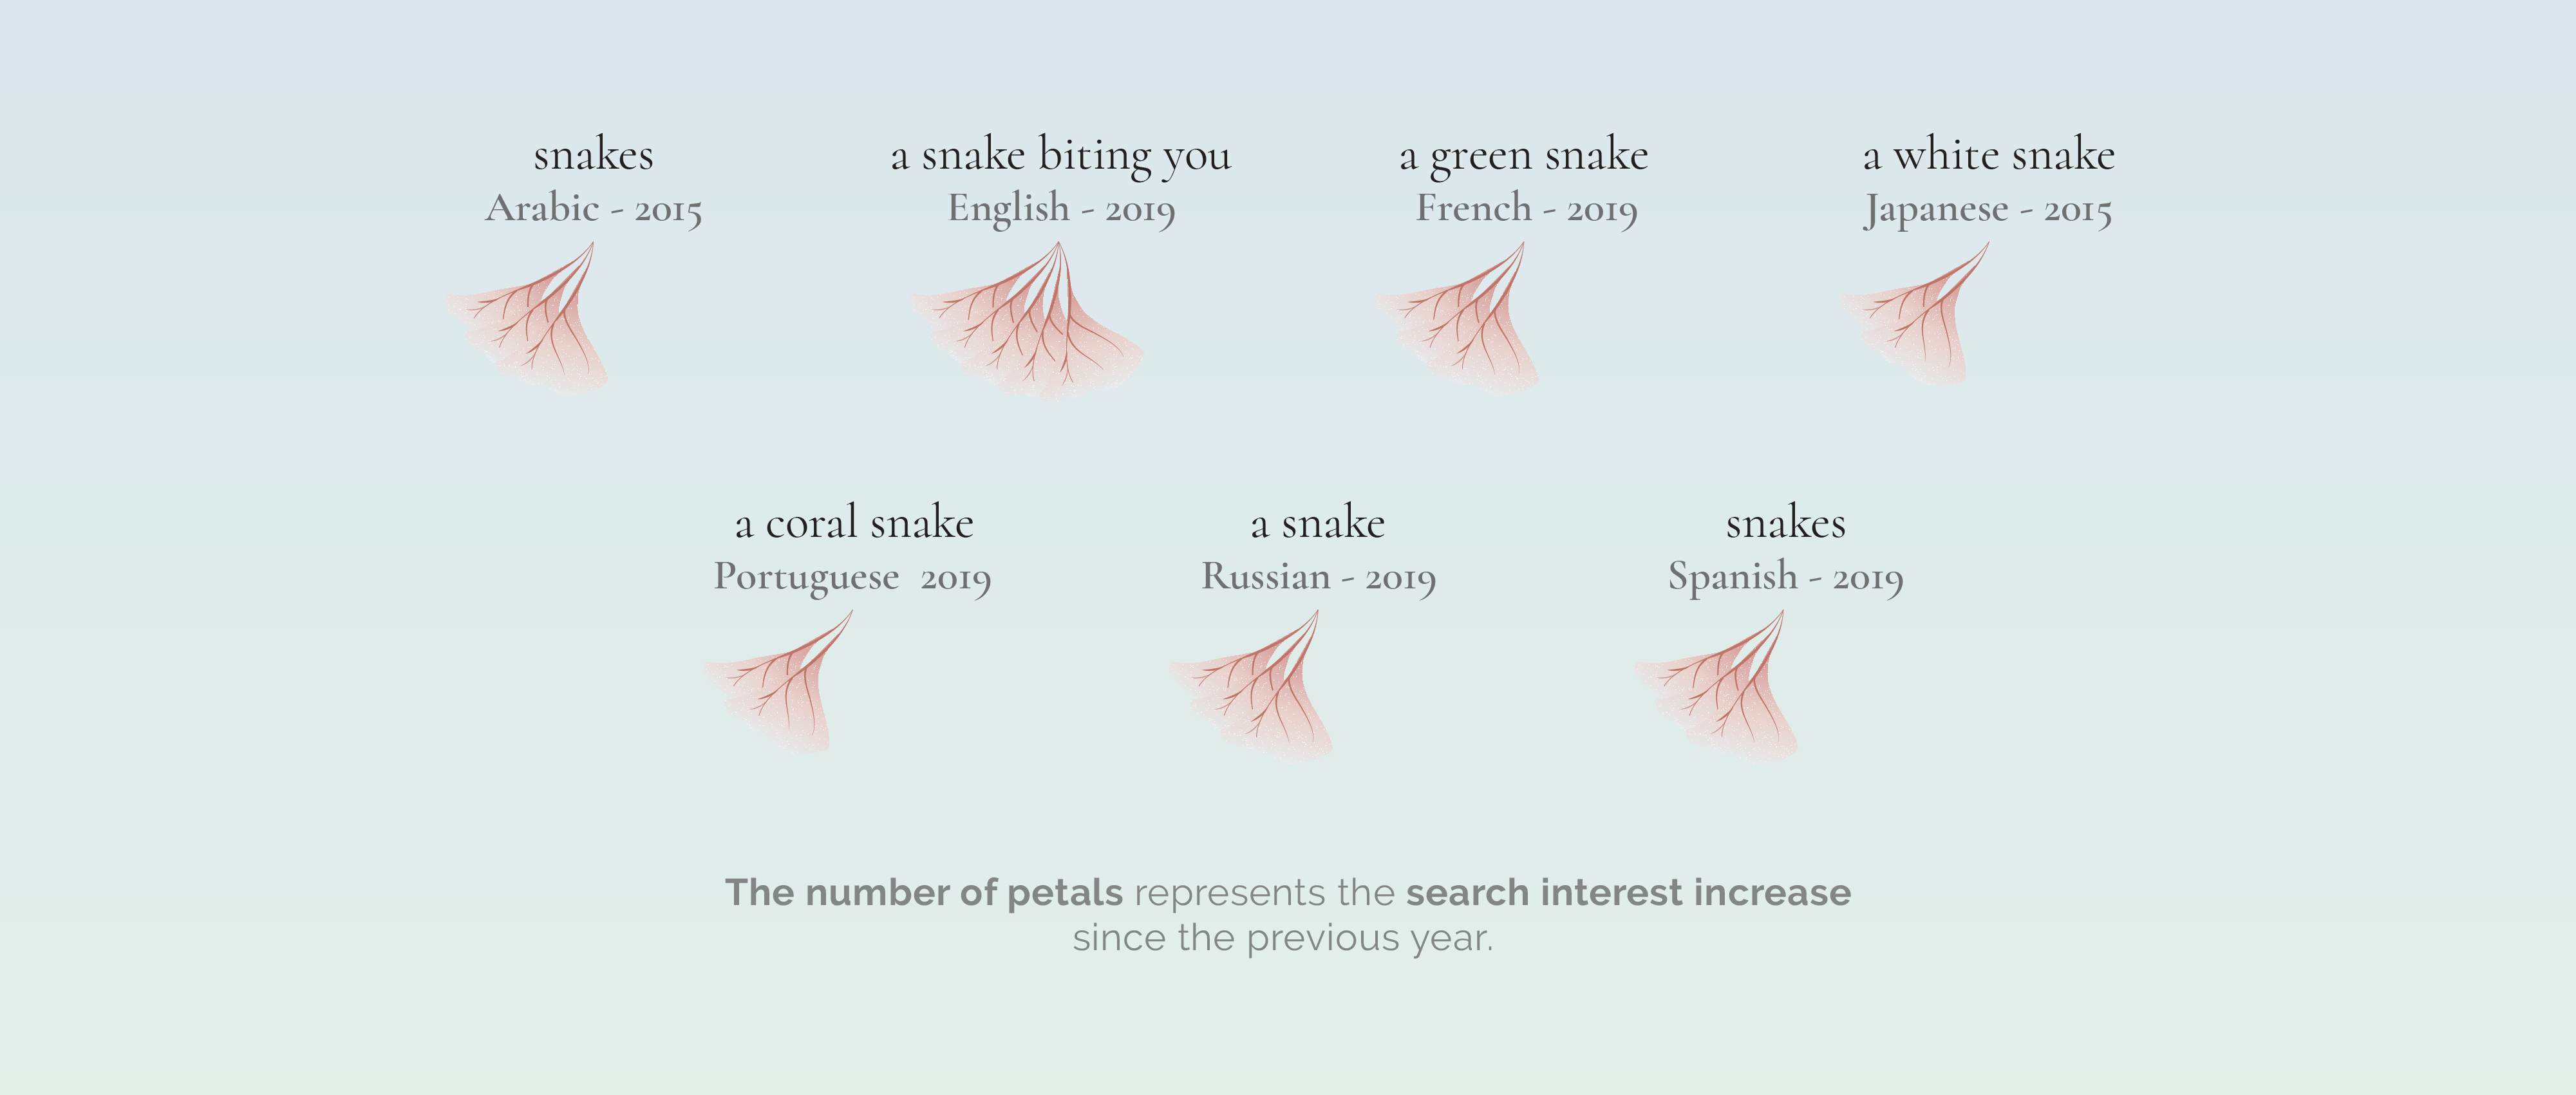 snakes
Arabic - 2015
a snake biting you
English - 2019
a green snake
French - 2019
a white snake
Japanese - 2015
a coral snake
Portuguese  2019
a snake
Russian - 2019
snakes
Spanish - 2019
The number of petals represents the search interest increase
since the previous year.